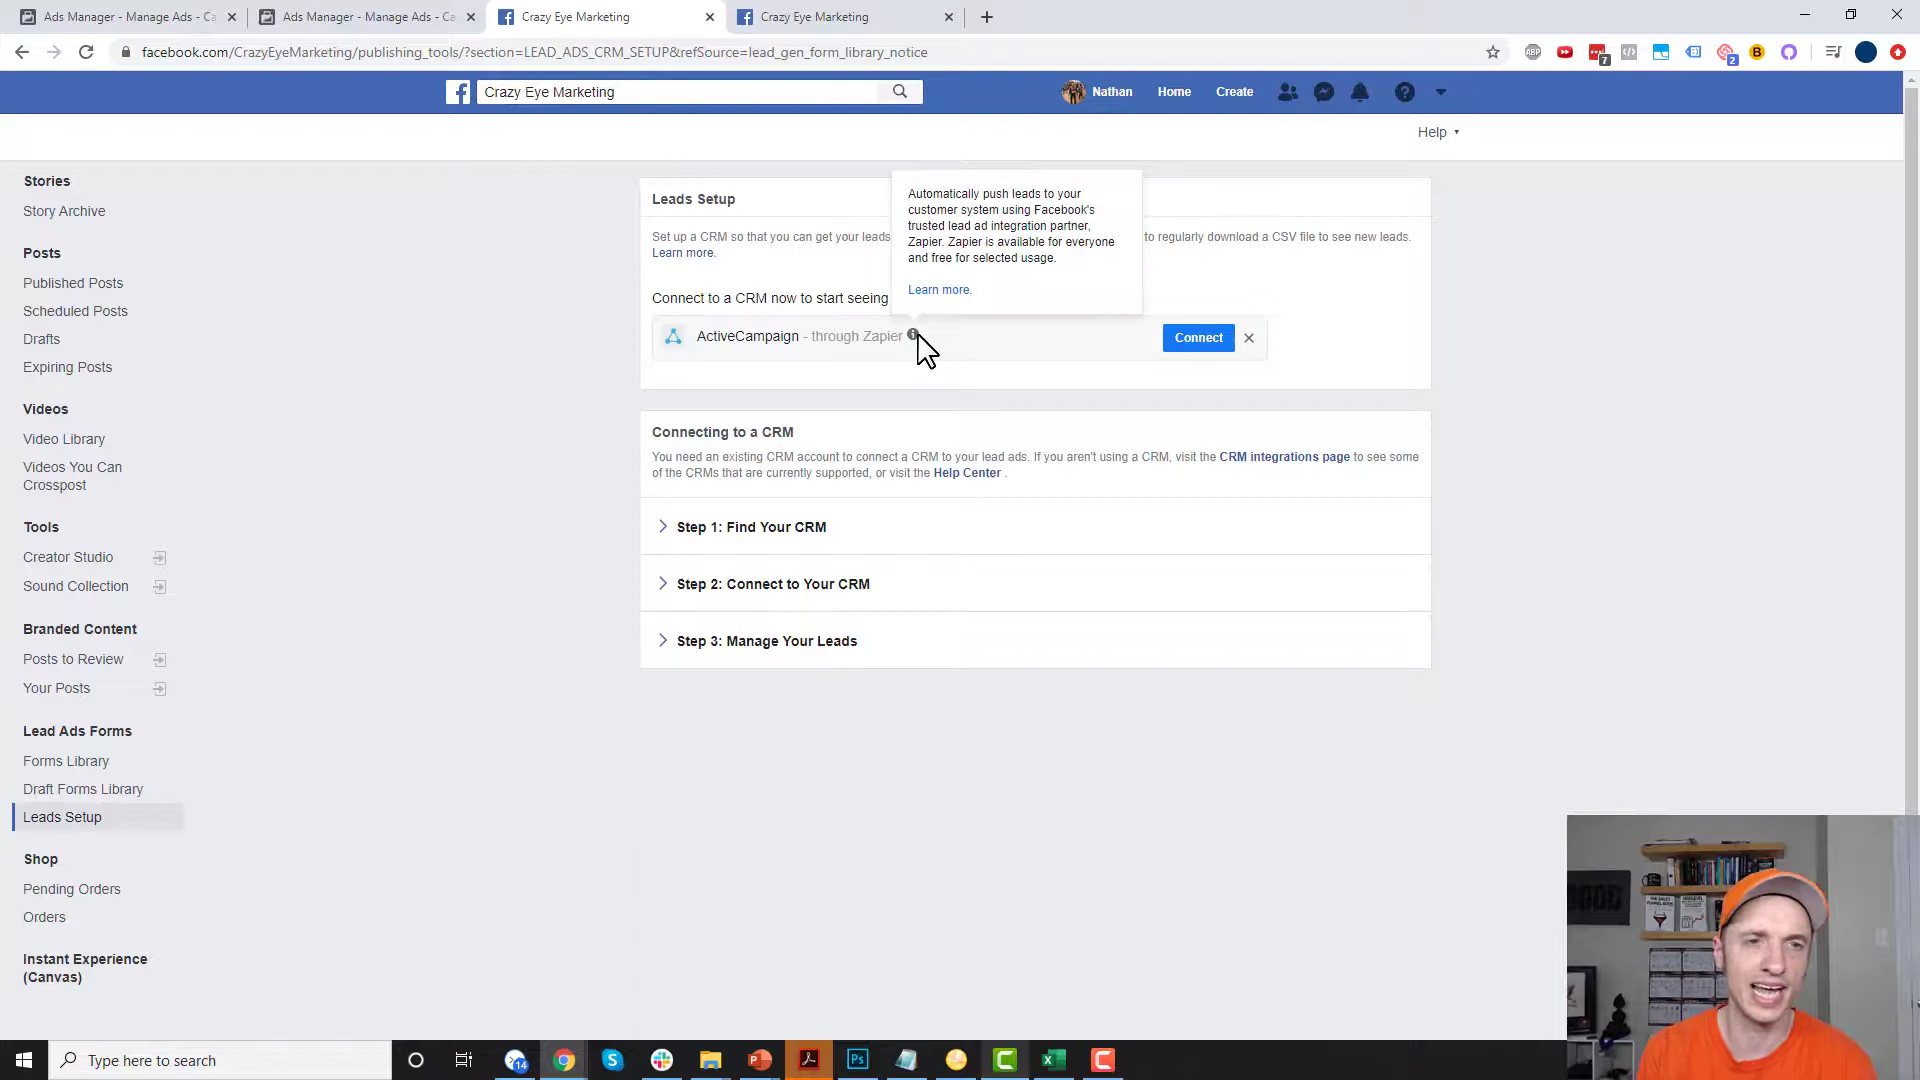 Ads Manager - Manage Ads - Ca
Ads Manager - Manage Ads - Ca
Crazy Eye Marketing
Crazy Eye Marketing
facebook.com/CrazyEyeMarketing/publishing_tools/?section=LEAD_ADS_CRM_SETUP&refSource=lead_gen_form_library_notice
ABP
7
2
B
Crazy Eye Marketing
Nathan
Home
Create
Help
Stories
Story Archive
Posts
Published Posts
Scheduled Posts
Drafts
Expiring Posts
Videos
Video Library
Videos You Can
Crosspost
Tools
Creator Studio
Sound Collection
Branded Content
Posts to Review
Your Posts
Lead Ads Forms
Forms Library
Draft Forms Library
Leads Setup
Shop
Pending Orders
Orders
Instant Experience
(Canvas)
Leads Setup
Set up a CRM so that you can get your leads
to regularly download a CSV file to see new leads.
Learn more.
Automatically push leads to your
customer system using Facebook's
trusted lead ad integration partner,
Zapier. Zapier is available for everyone
and free for selected usage.
Learn more.
Connect to a CRM now to start seeing
ActiveCampaign - through Zapier
Connect
Connecting to a CRM
You need an existing CRM account to connect a CRM to your lead ads. If you aren't using a CRM, visit the CRM integrations page to see some
of the CRMs that are currently supported, or visit the Help Center .
Step 1: Find Your CRM
Step 2: Connect to Your CRM
Step 3: Manage Your Leads
Type here to search
14
Ps